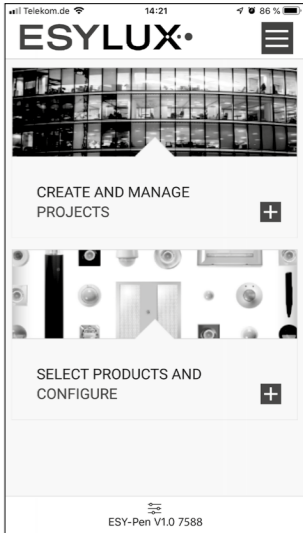 Telekom.de 14:21 86 %
ESYLUX
CREATE AND MANAGE
PROJECTS
SELECT PRODUCTS AND
CONFIGURE
ESY-Pen V1.0 7588